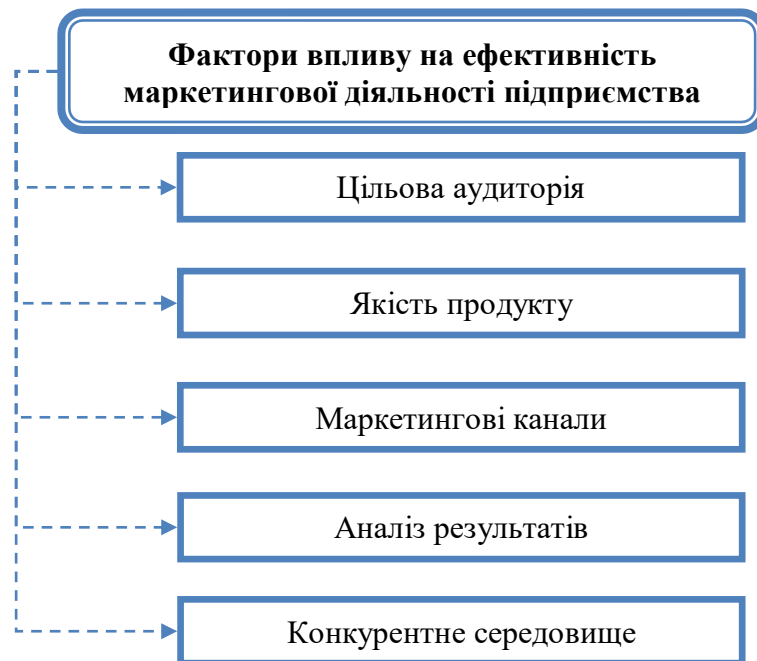 Фактори впливу на ефективність
маркетингової діяльності підприємства
Цільова аудиторія
Якість продукту
Маркетингові канали
Аналіз результатів
Конкурентне середовище